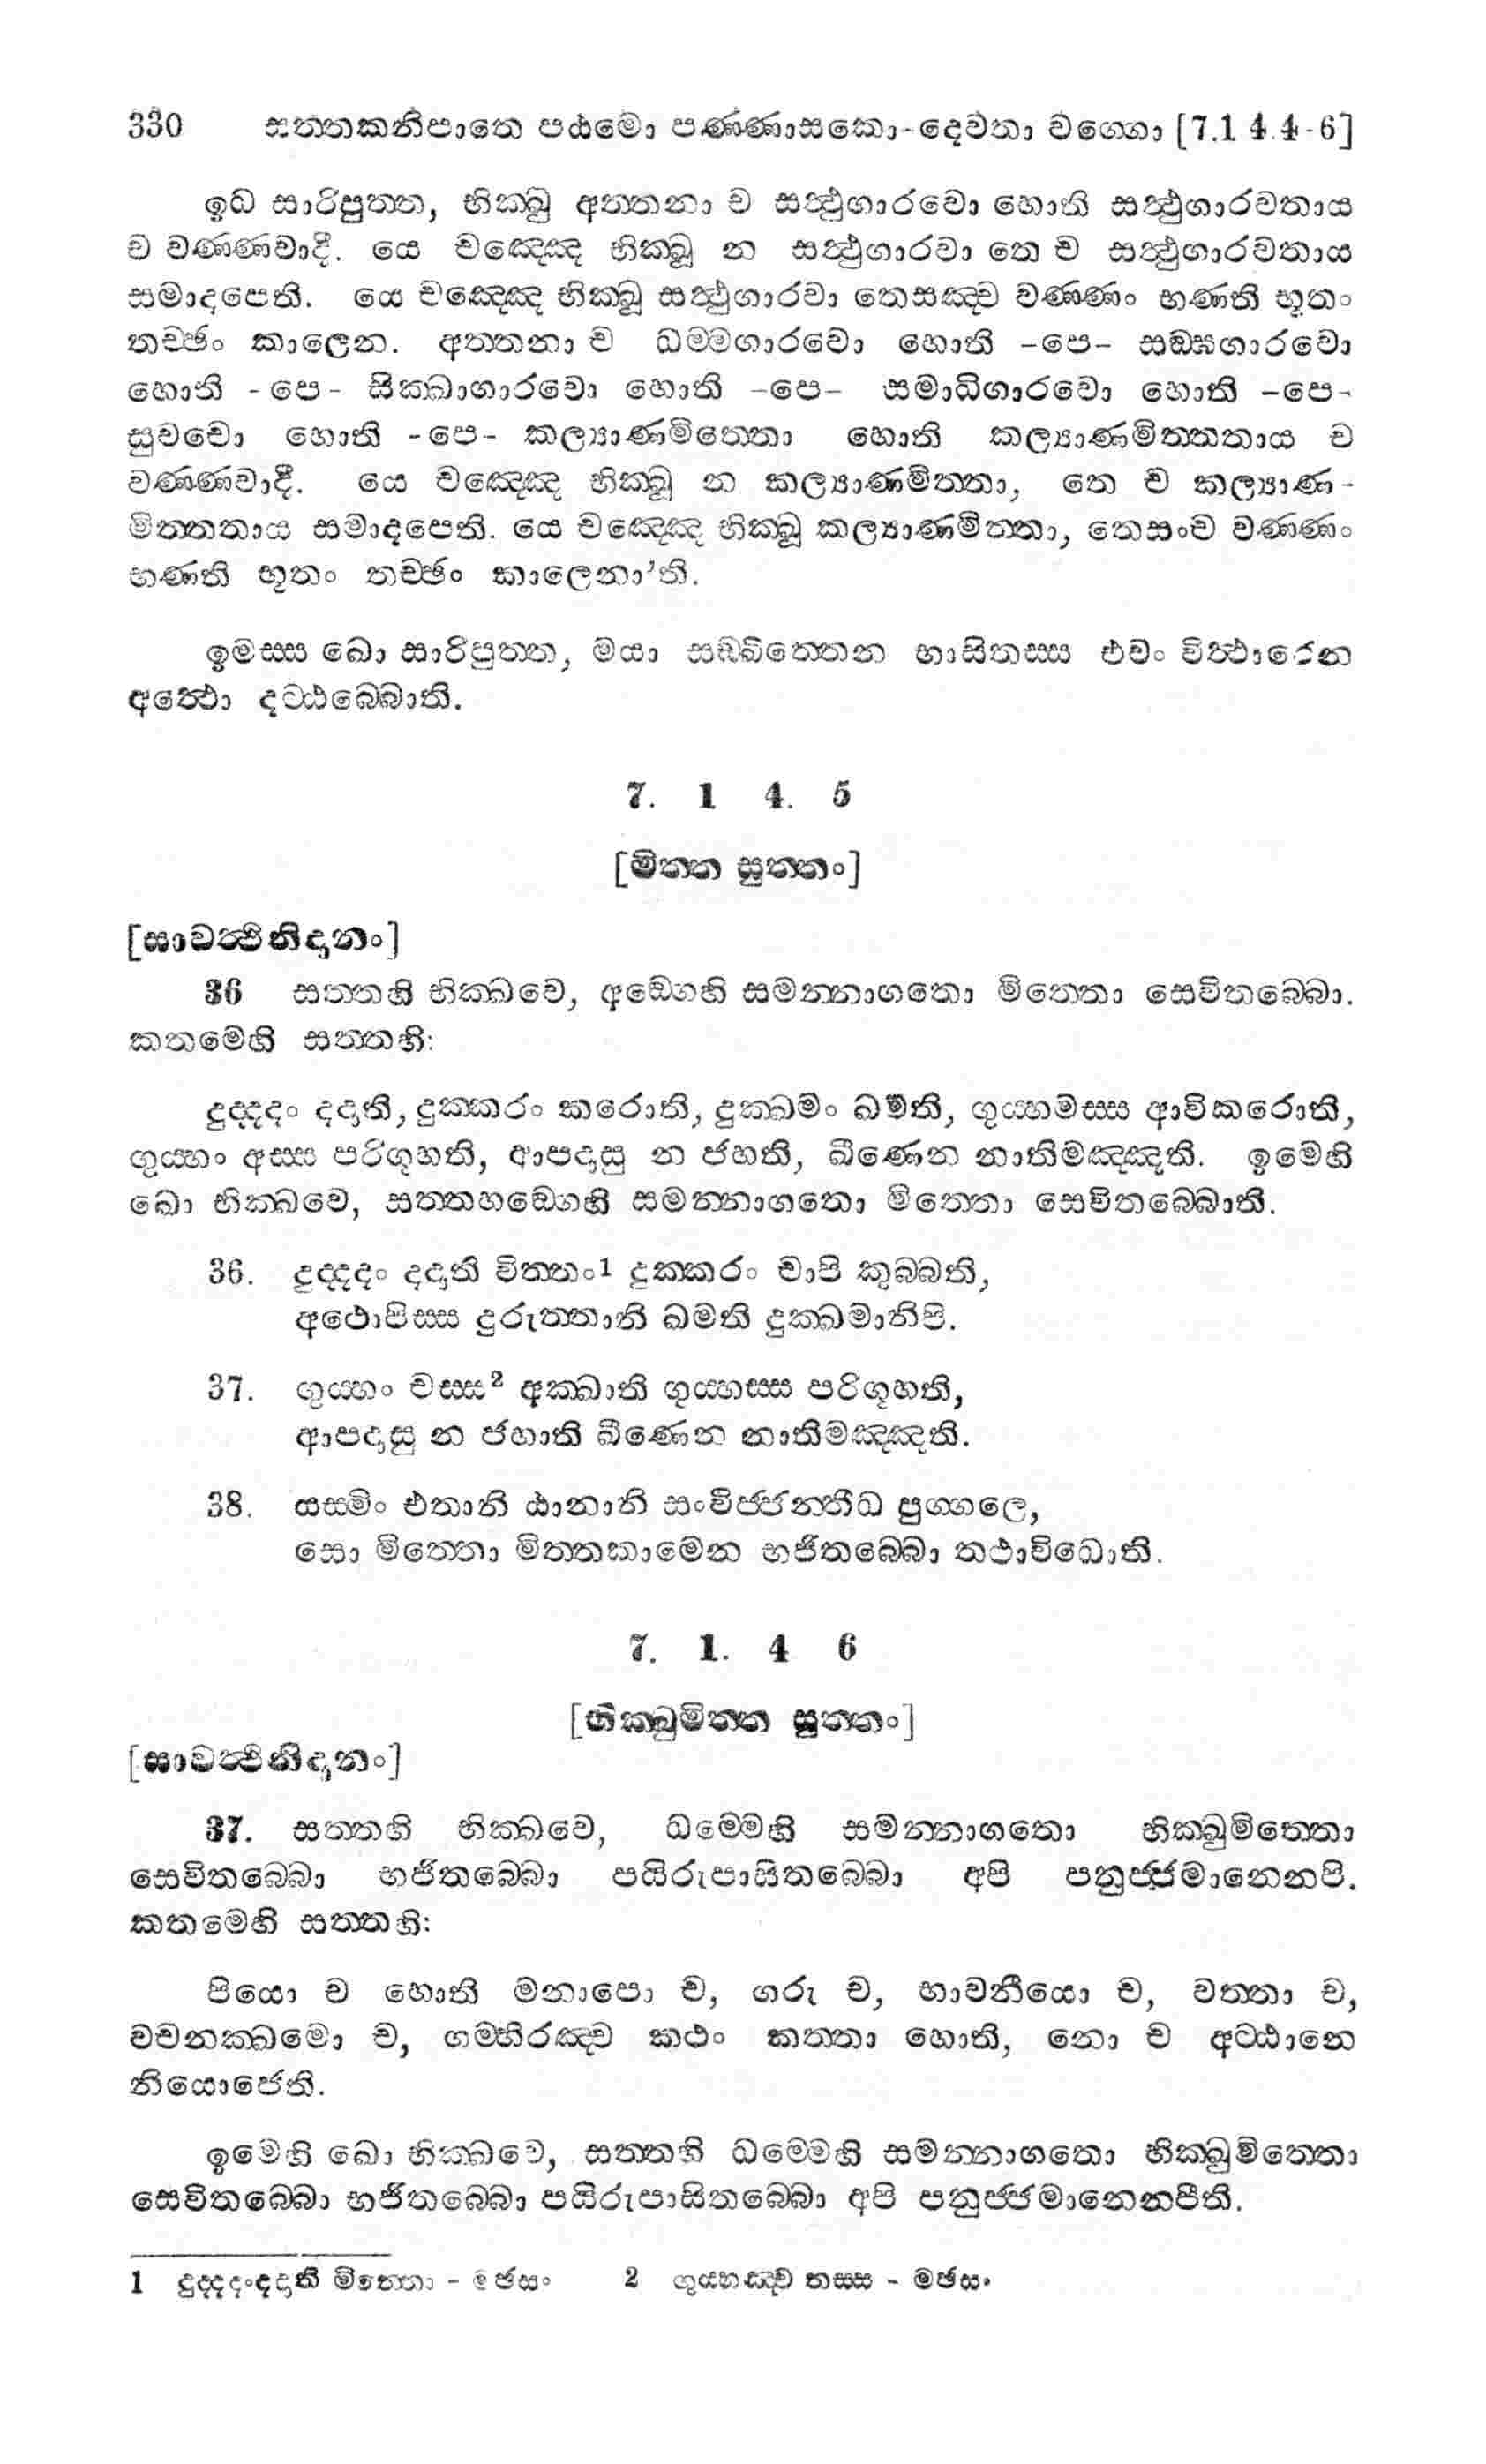 330 සත්තකනිපාතෙ පඨමො පණ්ණාසකො-දෙවතා වග්ගො [7.1 4.4-6]
ඉධ සාරිපුත්ත, භික්ඛු අත්තනා ච සත්ථුගාරවො හොති සත්ථුගාරවතාය
ච වණ්ණවාදී. යෙ චඤ්ඤෙ භික්ඛූ න සත්ථුගාරවා තෙ ච සත්ථුගාරවතාය
සමාදපෙති. යෙ චඤ්ඤෙ භික්ඛූ සත්ථුගාරවා තෙසඤ්ච වණ්ණං භණති භූතං
තච්ඡං කාලෙන. අත්තනා ච ධම්මගාරවො හොති –පෙ– සඞ්ඝගාරවො
හොති -පෙ- සික්ඛාගාරවො හොති –පෙ– සමාධිගාරවො හොති –පෙ-
සුවචො හොති -පෙ- කල්‍යාණමිත්තො හොති කල්‍යාණමිත්තතාය ච
වණ්ණවාදී. යෙ චඤ්ඤෙ භික්ඛූ න කල්‍යාණමිත්තා, තෙ ච කල්‍යාණ-
මිත්තතාය සමාදපෙති. යෙ චඤ්ඤෙ භික්ඛූ කල්‍යාණමිත්තා, තෙසංච වණ්ණං
භණති භූතං තච්ඡං කාලෙනා’ති.
ඉමස්ස ඛො සාරිපුත්ත, මයා සඞ්ඛිත්තෙන භාසිතස්ස එවං විත්ථාරෙන
අත්ථො දට්ඨබ්බොති.
7. 1 4. 5
[මිත්ත සුත්තං]
[සාවත්ථිනිදානං]
36 සත්තහි භික්ඛවෙ, අඞ්ගෙහි සමන්නාගතො මිත්තො සෙවිතබ්බො.
කතමෙහි සත්තහි:
දුද්දදං දදාති, දුක්කරං කරොති, දුක්ඛමං ඛමති, ගුය්හමස්ස ආවිකරොති,
ගුය්හං අස්ස පරිගූහති, ආපදාසු න ජහති, ඛීණෙන නාතිමඤ්ඤති. ඉමෙහි
ඛො භික්ඛවෙ, සත්තහඞ්ගෙහි සමන්නාගතො මිත්තො සෙවිතබ්බොති.
36. දුද්දදං දදාති විත්තං¹ දුක්කරං චාපි කුබ්බති,
අථොපිස්ස දුරුත්තානි ඛමති දුක්ඛමානිපි.
37. ගුය්හං චස්ස² අක්ඛාති ගුය්හස්ස පරිගූහති,
ආපදාසු න ජහාති ඛීණෙන නාතිමඤ්ඤති.
38. යස්මිං එතානි ඨානානි සංවිජ්ජන්තීධ පුග්ගලෙ,
සො මිත්තො මිත්තකාමෙන භජිතබ්බො තථාවිධොති.
7. 1. 4 6
[භික්ඛුමිත්ත සුත්තං]
[සාවත්ථිනිදානං]
37. සත්තහි භික්ඛවෙ, ධම්මෙහි සමන්නාගතො භික්ඛුමිත්තො
සෙවිතබ්බො භජිතබ්බො පයිරුපාසිතබ්බො අපි පනුජ්ජමානෙනපි.
කතමෙහි සත්තහි:
පියො ච හොති මනාපො ච, ගරු ච, භාවනීයො ච, වත්තා ච,
වචනක්ඛමො ච, ගම්භීරඤ්ච කථං කත්තා හොති, නො ච අට්ඨානෙ
නියොජෙති.
ඉමෙහි ඛො භික්ඛවෙ, සත්තහි ධම්මෙහි සමන්නාගතො භික්ඛුමිත්තො
සෙවිතබ්බො භජිතබ්බො පයිරුපාසිතබ්බො අපි පනුජ්ජමානෙනපීති.
1 දුද්දදංදදාති මිත්තො - මඡසං 2 ගුය්හඤ්ච තස්ස - මඡසං